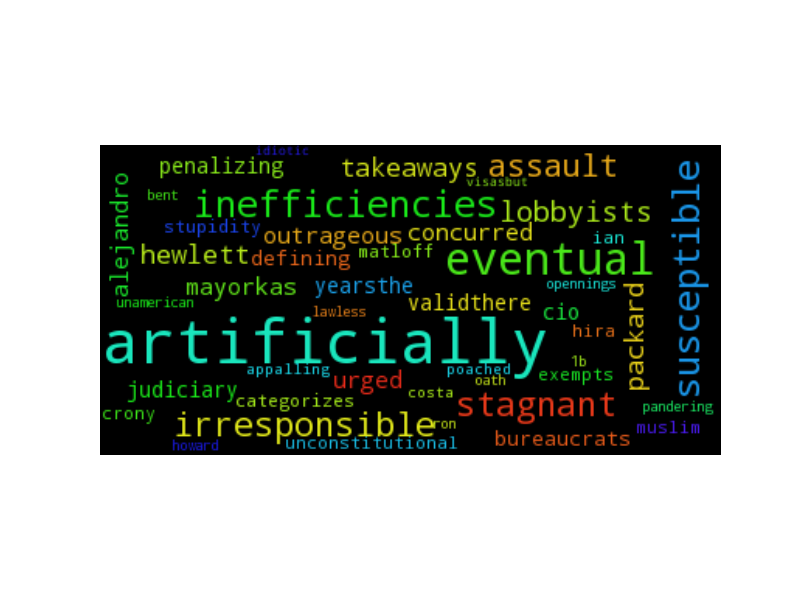 idiotic
penalizing
takeaways
assault
visasbut
alejandro
bent
inefficiencies
lobbyists
susceptible
stupidity
outrageous
concurred
ian
hewlett
defining
matloff
eventual
mayorkas
yearsthe
opennings
unamerican
lawless
validthere
cio
packard
hira
artificially
1b
appalling
urged
poached
oath
exempts
judiciary
categorizes
costa
stagnant
pandering
crony
irresponsible
ron
muslim
howard
unconstitutional
bureaucrats